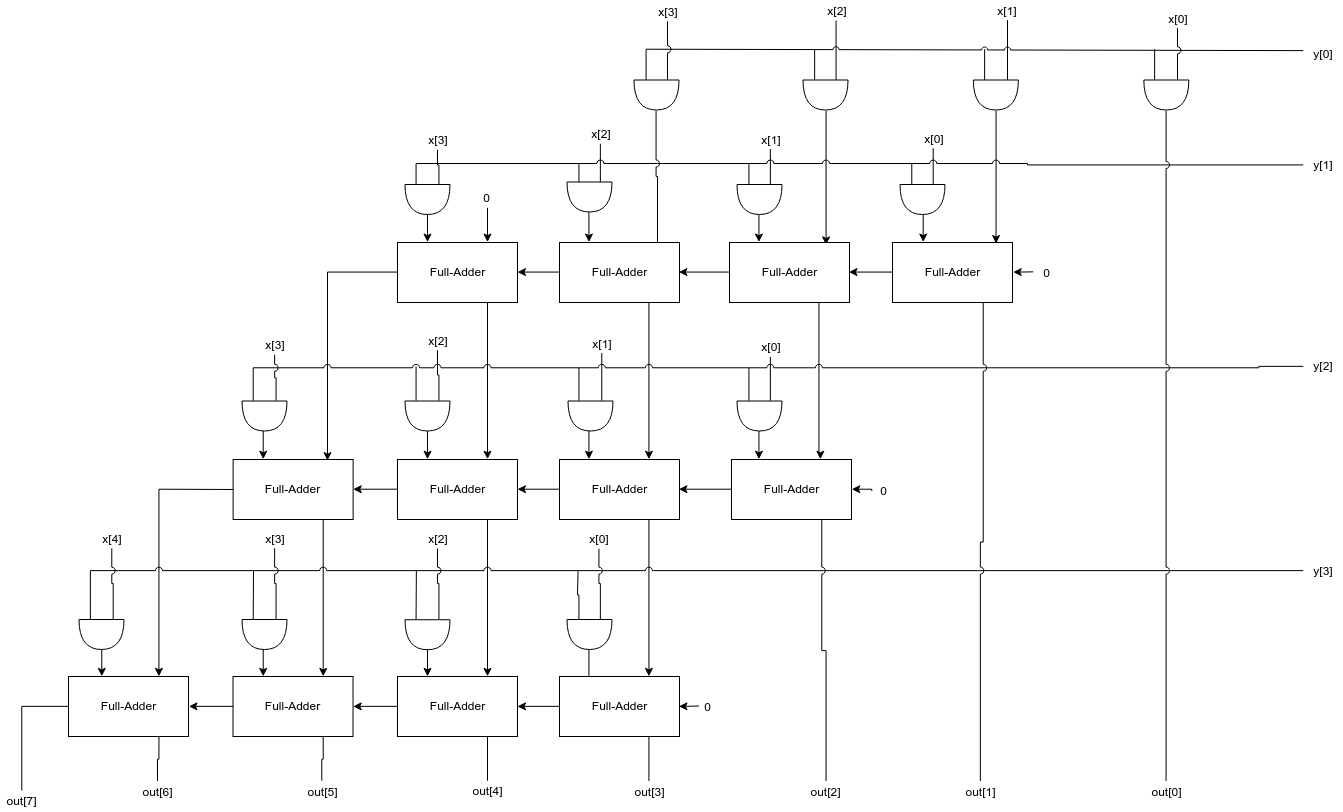 x[3] x[2] x[1] x[0]
y[0]
x[3] x[2] x[1] x[0]
y[1]
0
Full-Adder Full-Adder Full-Adder Full-Adder 0
x[3] x[2] x[1] x[0]
y[2]
Full-Adder Full-Adder Full-Adder Full-Adder 0
x[4] x[3] x[2] x[0]
y[3]
Full-Adder Full-Adder Full-Adder Full-Adder 0
out[7] out[6] out[5] out[4] out[3] out[2] out[1] out[0]